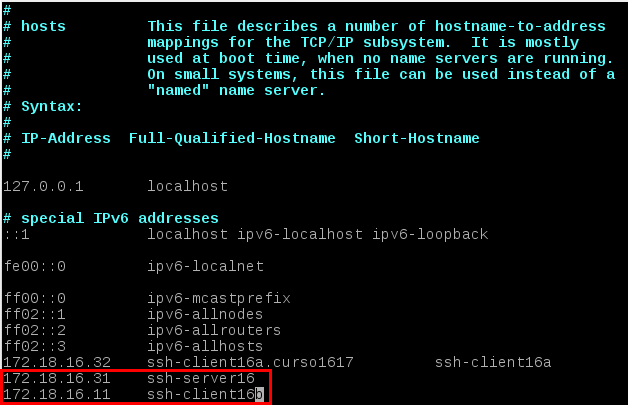 #
# hosts         This file describes a number of hostname-to-address
#               mappings for the TCP/IP subsystem.  It is mostly
#               used at boot time, when no name servers are running.
#               On small systems, this file can be used instead of a
#               "named" name server.
# Syntax:
#
# IP-Address  Full-Qualified-Hostname  Short-Hostname
#
127.0.0.1       localhost
# special IPv6 addresses
::1             localhost ipv6-localhost ipv6-loopback
fe00::0         ipv6-localnet
ff00::0         ipv6-mcastprefix
ff02::1         ipv6-allnodes
ff02::2         ipv6-allrouters
ff02::3         ipv6-allhosts
172.18.16.32    ssh-client16a.curso1617         ssh-client16a
172.18.16.31    ssh-server16
172.18.16.11    ssh-client16b